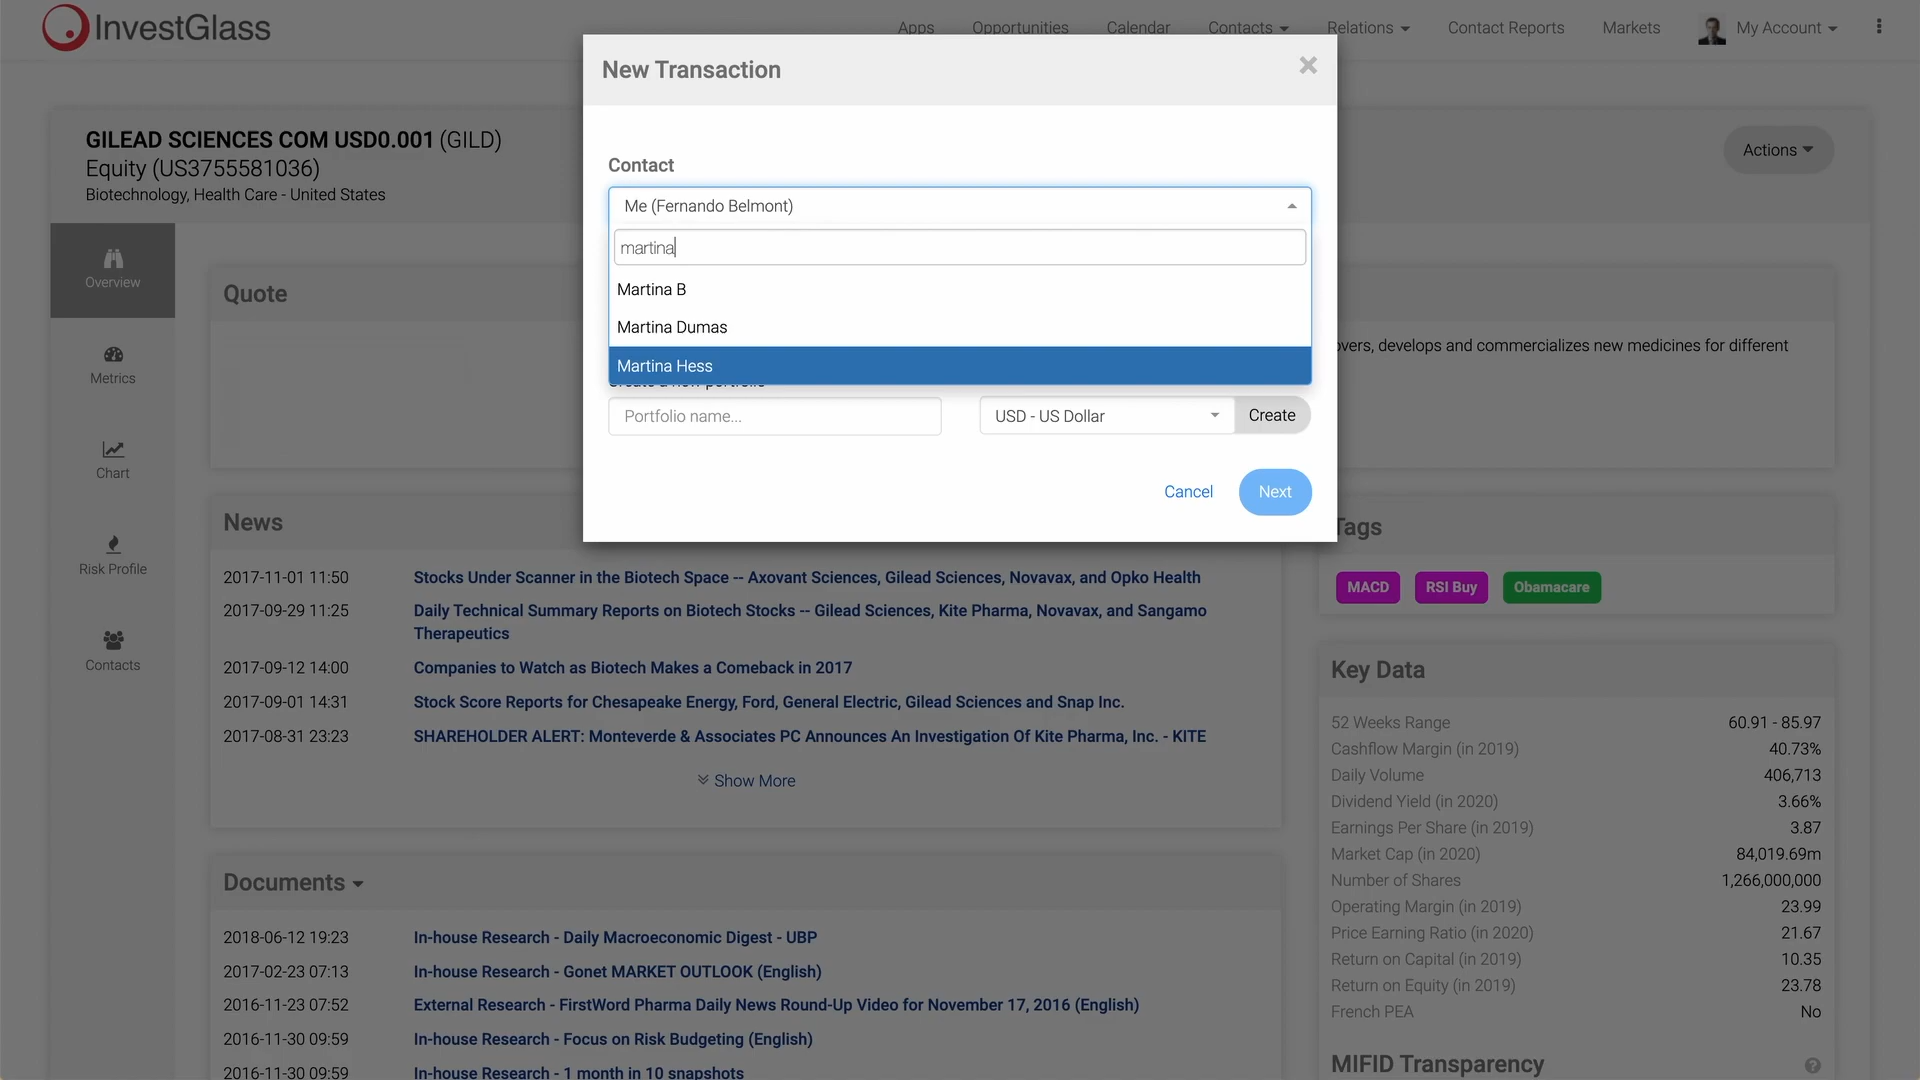 InvestGlass
Apps
Opportunities
Calendar
Contacts
Relations
Contact Reports
Markets
My Account
New Transaction
×
GILEAD SCIENCES COM USD0.001 (GILD)
Equity (US3755581036)
Biotechnology, Health Care - United States
Actions
Contact
Me (Fernando Belmont)
martina
Martina B
Martina Dumas
Martina Hess
Portfolio name...
USD - US Dollar
Create
Cancel
Next
Overview
Metrics
Chart
Risk Profile
Contacts
Quote
develops and commercializes new medicines for different
News
2017-11-01 11:50 Stocks Under Scanner in the Biotech Space -- Axovant Sciences, Gilead Sciences, Novavax, and Opko Health
2017-09-29 11:25 Daily Technical Summary Reports on Biotech Stocks -- Gilead Sciences, Kite Pharma, Novavax, and Sangamo
Therapeutics
2017-09-12 14:00 Companies to Watch as Biotech Makes a Comeback in 2017
2017-09-01 14:31 Stock Score Reports for Chesapeake Energy, Ford, General Electric, Gilead Sciences and Snap Inc.
2017-08-31 23:23 SHAREHOLDER ALERT: Monteverde & Associates PC Announces An Investigation Of Kite Pharma, Inc. - KITE
Show More
Documents
2018-06-12 19:23 In-house Research - Daily Macroeconomic Digest - UBP
2017-02-23 07:13 In-house Research - Gonet MARKET OUTLOOK (English)
2016-11-23 07:52 External Research - FirstWord Pharma Daily News Round-Up Video for November 17, 2016 (English)
2016-11-30 09:59 In-house Research - Focus on Risk Budgeting (English)
2016-11-30 09:59 In-house Research - 1 month in 10 snapshots
Tags
MACD
RSI Buy
Obamacare
Key Data
52 Weeks Range 60.91 - 85.97
Cashflow Margin (in 2019) 40.73%
Daily Volume 406,713
Dividend Yield (in 2020) 3.66%
Earnings Per Share (in 2019) 3.87
Market Cap (in 2020) 84,019.69m
Number of Shares 1,266,000,000
Operating Margin (in 2019) 23.99
Price Earning Ratio (in 2020) 21.67
Return on Capital (in 2019) 10.35
Return on Equity (in 2019) 23.78
French PEA No
MIFID Transparency
?